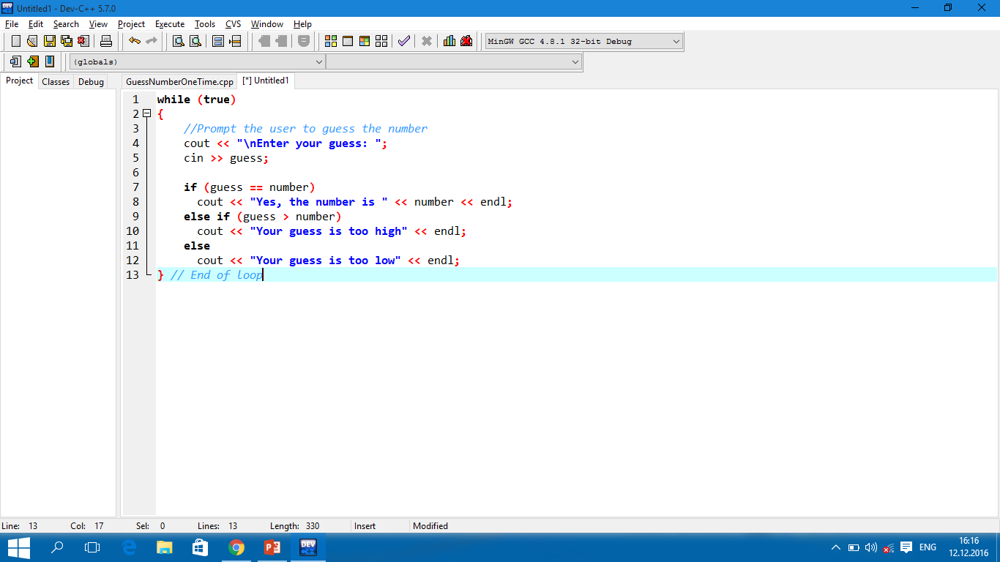 Untitled1 - Dev-C++ 5.7.0
File Edit Search View Project Execute Tools CVS Window Help
MinGW GCC 4.8.1 32-bit Debug
(globals)
Project Classes Debug GuessNumberOneTime.cpp [*] Untitled1
1 while (true)
2 {
3 //Prompt the user to guess the number
4 cout << "\nEnter your guess: ";
5 cin >> guess;
6
7 if (guess == number)
8 cout << "Yes, the number is " << number << endl;
9 else if (guess > number)
10 cout << "Your guess is too high" << endl;
11 else
12 cout << "Your guess is too low" << endl;
13 } // End of loop
Line: 13 Col: 17 Sel: 0 Lines: 13 Length: 330 Insert Modified
DEV C++
ENG
16:16
12.12.2016